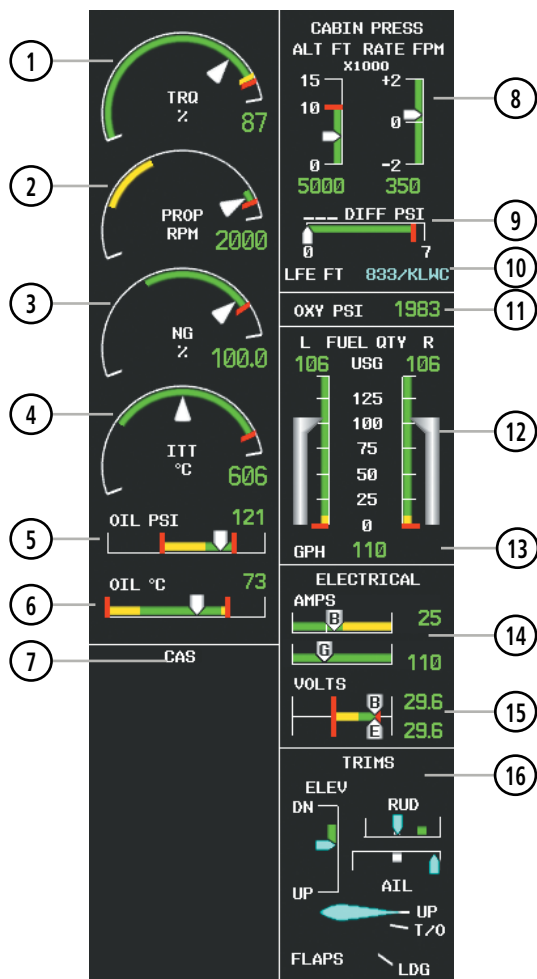 1
TRQ
%
87
2
PROP
RPM
2000
3
NG
%
100.0
4
ITT
°C
606
5
OIL PSI
121
6
OIL °C
73
7
CAS
CABIN PRESS
ALT FT RATE FPM
X1000
15
10
0
+2
0
-2
5000
350
8
___ DIFF PSI
0
7
9
LFE FT 833/KLWC
10
OXY PSI 1983
11
L FUEL QTY R
106 USG 106
125
100
75
50
25
0
12
GPH 110
13
ELECTRICAL
AMPS
B
25
G
110
14
VOLTS
B
29.6
E
29.6
15
TRIMS
16
ELEV
DN
UP
RUD
AIL
UP
T/O
FLAPS
LDG